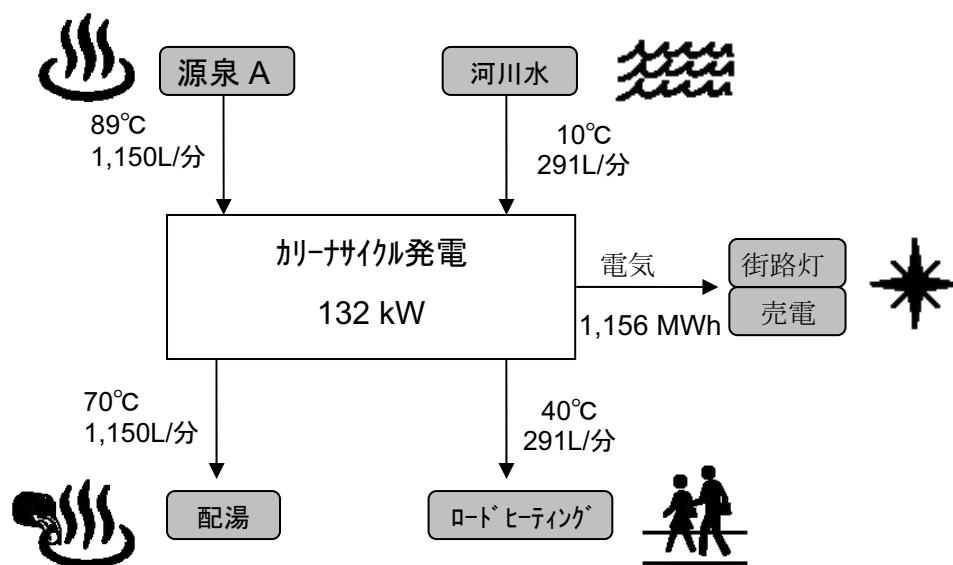 源泉 A
河川水
89℃
1,150L/分
10℃
291L/分
ｶﾘｰﾅｻｲｸﾙ発電
132 kW
電気
1,156 MWh
街路灯
売電
70℃
1,150L/分
40℃
291L/分
配湯
ﾛｰﾄﾞﾋｰﾃｨﾝｸﾞ